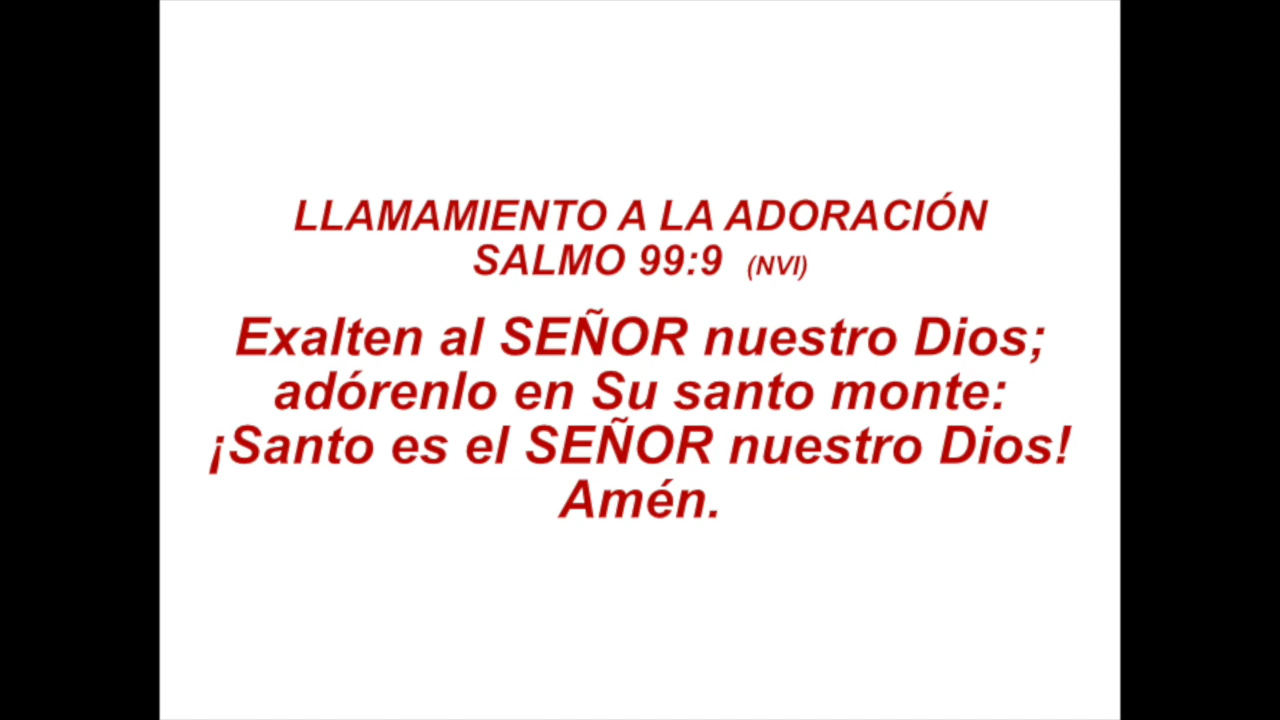 LLAMAMIENTO A LA ADORACIÓN
SALMO 99:9 (NVI)
Exalten al SEÑOR nuestro Dios;
adórenlo en Su santo monte:
¡Santo es el SEÑOR nuestro Dios!
Amén.